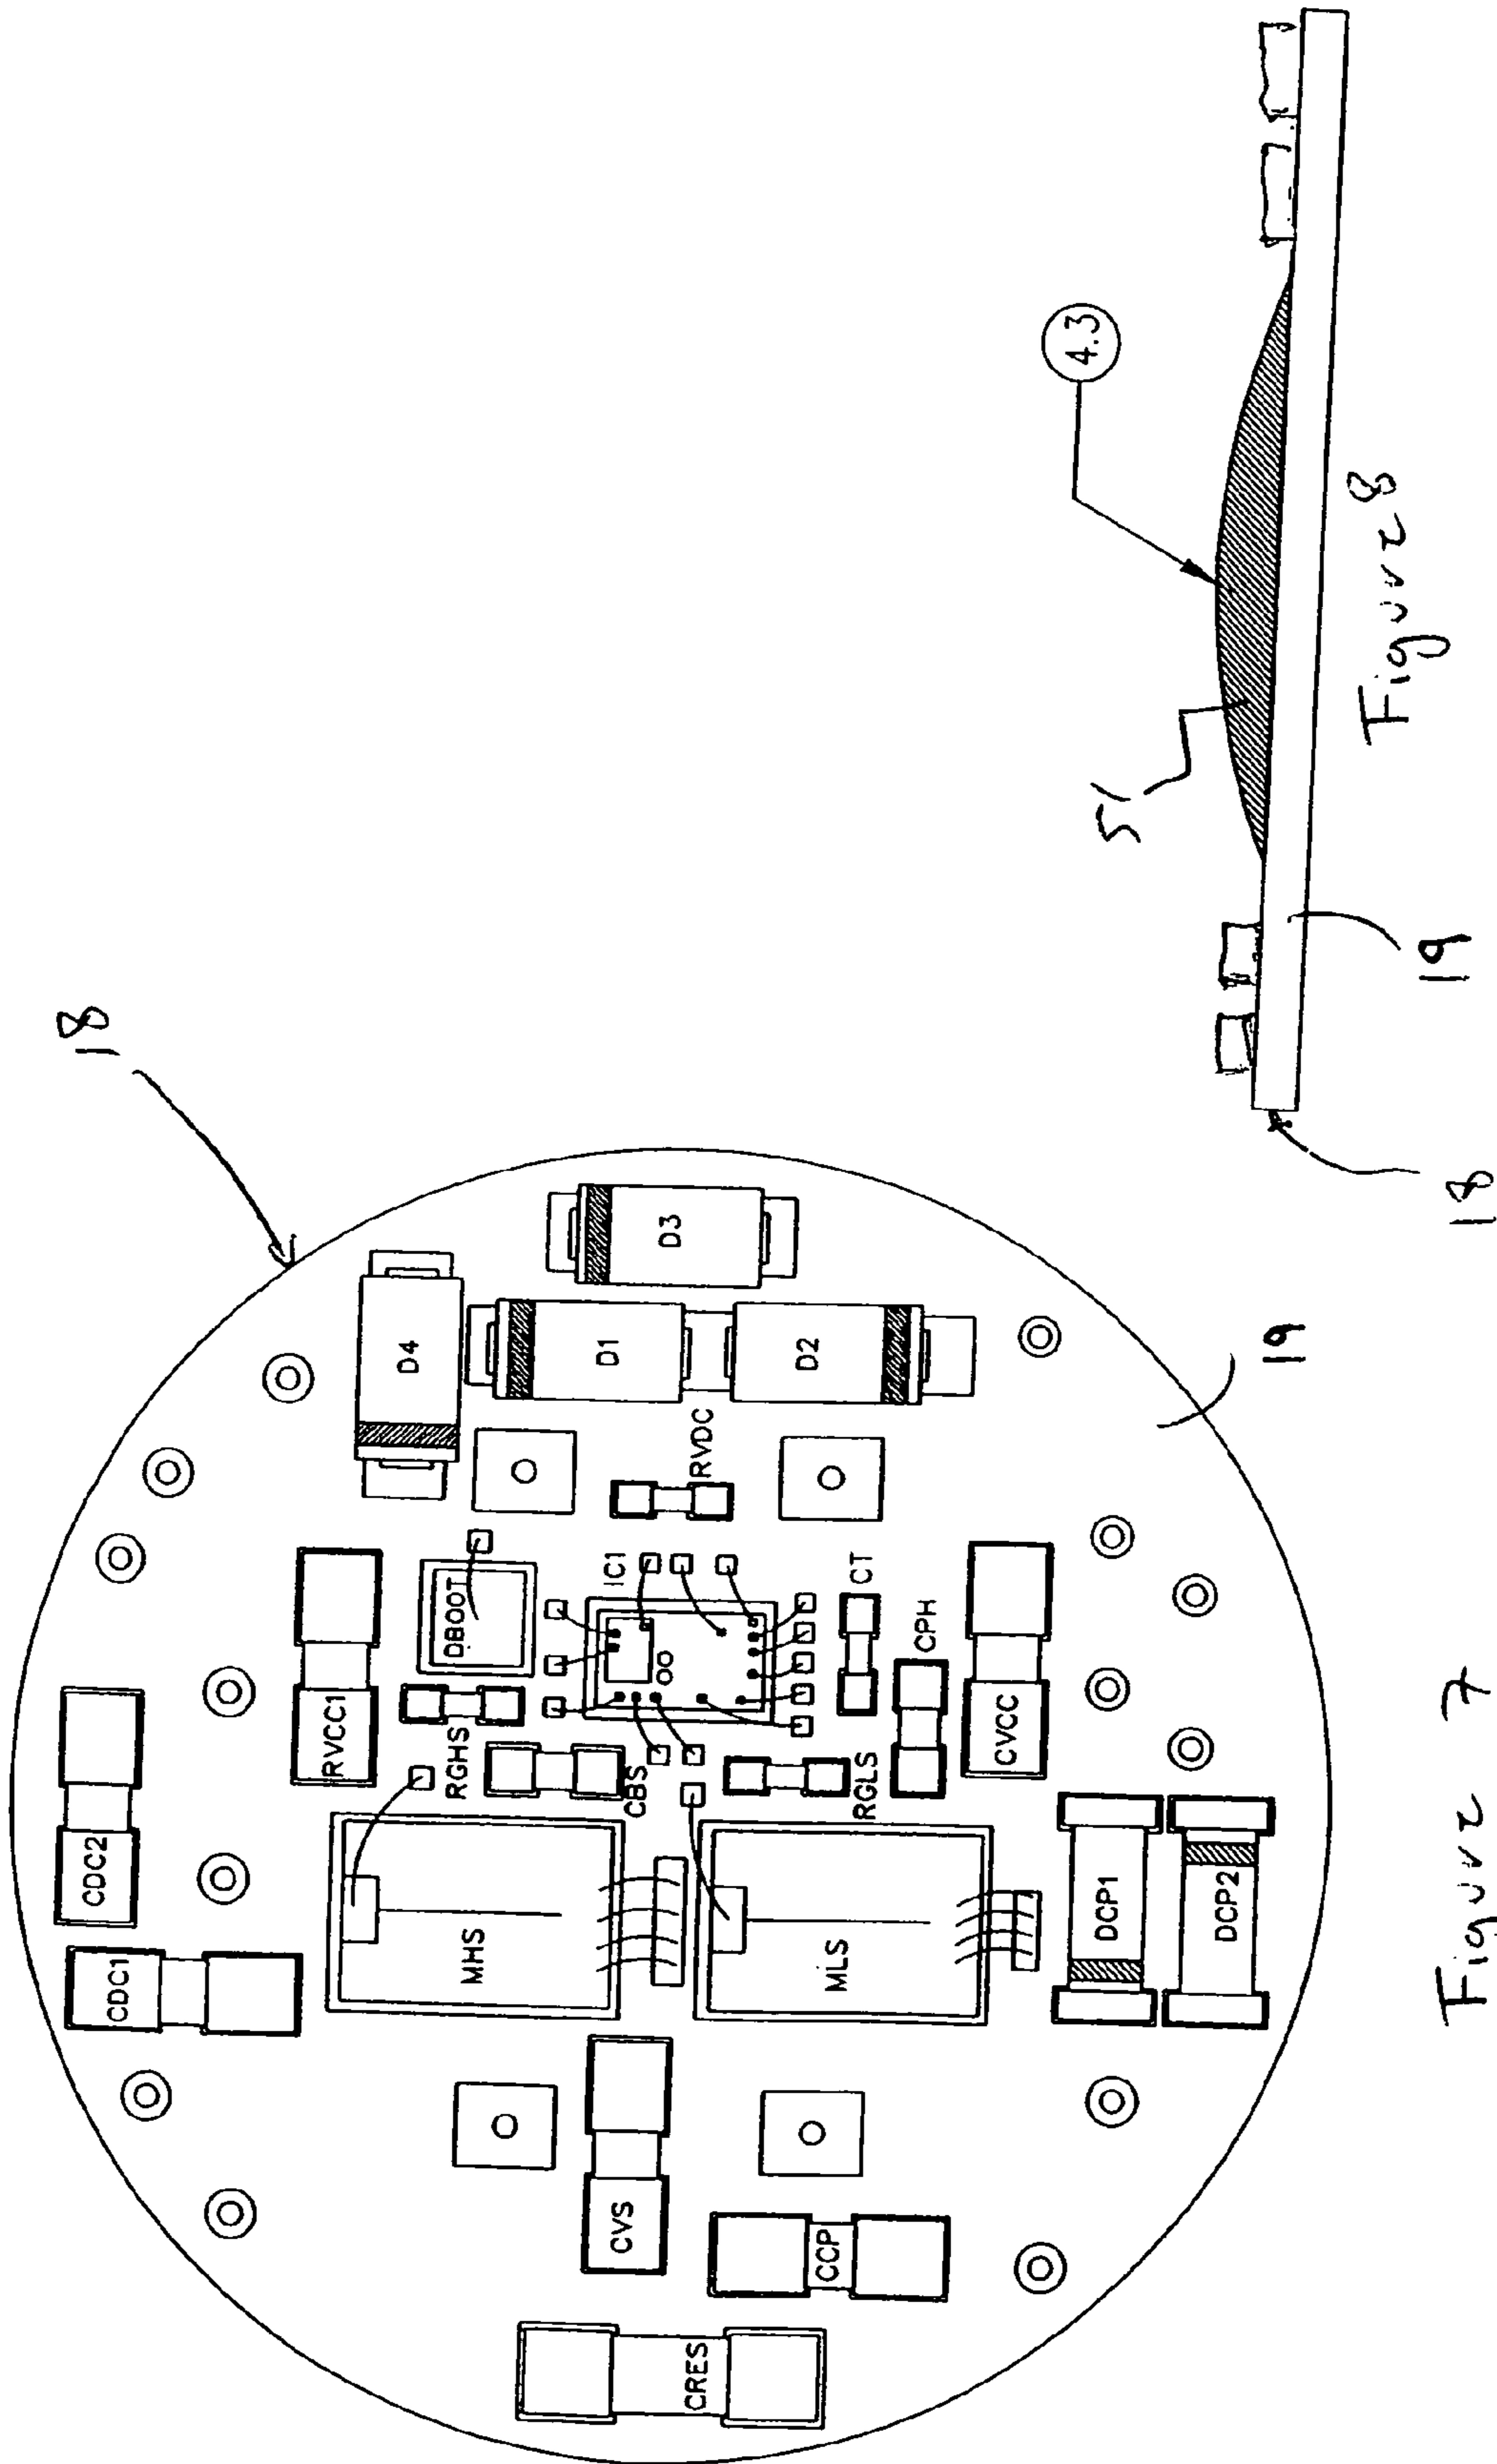 18
CDC1
CDC2
RVCC1
D4
DBOOT
RGHS
MHS
CBS
IC1
D1
D3
RVDC
D2
CRES
CVS
CCP
MLS
RGLS
CT
CPH
CVCC
DCP1
DCP2
19
Figure 7
4.3
51
18
19
Figure 8